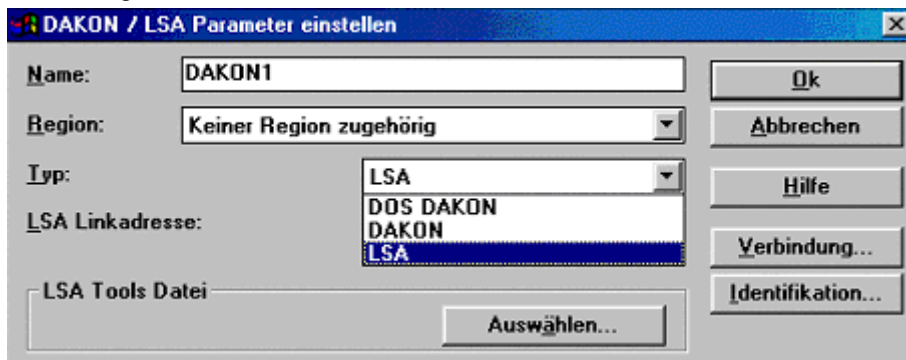 DAKON / LSA Parameter einstellen
Name: DAKON1 Ok
Region: Keiner Region zugehörig Abbrechen
Typ: LSA Hilfe
DOS DAKON
LSA Linkadresse: DAKON
LSA Verbindung...
LSA Tools Datei Identifikation...
Auswählen...